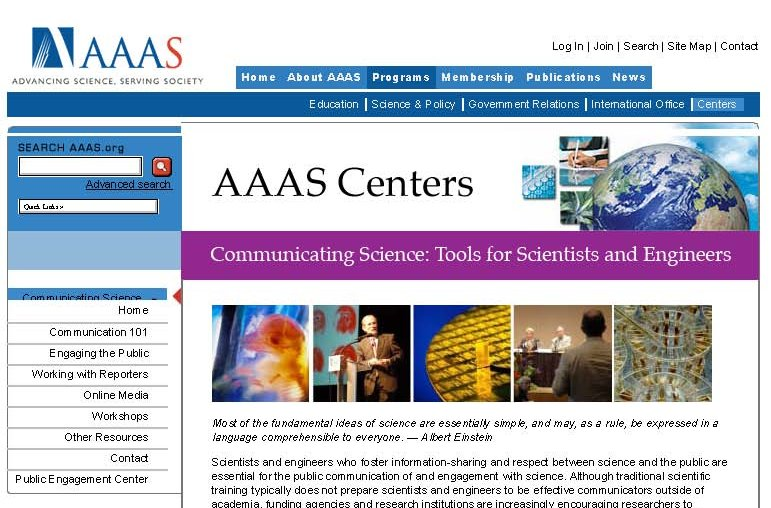 AAAS
ADVANCING SCIENCE, SERVING SOCIETY
Log In | Join | Search | Site Map | Contact
Home About AAAS Programs Membership Publications News
Education | Science & Policy | Government Relations | International Office | Centers
SEARCH AAAS.org
Advanced search
Quick Links »
AAAS Centers
Communicating Science: Tools for Scientists and Engineers
Communicating Science
Home
Communication 101
Engaging the Public
Working with Reporters
Online Media
Workshops
Other Resources
Contact
Public Engagement Center
Most of the fundamental ideas of science are essentially simple, and may, as a rule, be expressed in a
language comprehensible to everyone. — Albert Einstein
Scientists and engineers who foster information-sharing and respect between science and the public are
essential for the public communication of and engagement with science. Although traditional scientific
training typically does not prepare scientists and engineers to be effective communicators outside of
academia, funding agencies and research institutions are increasingly encouraging researchers to